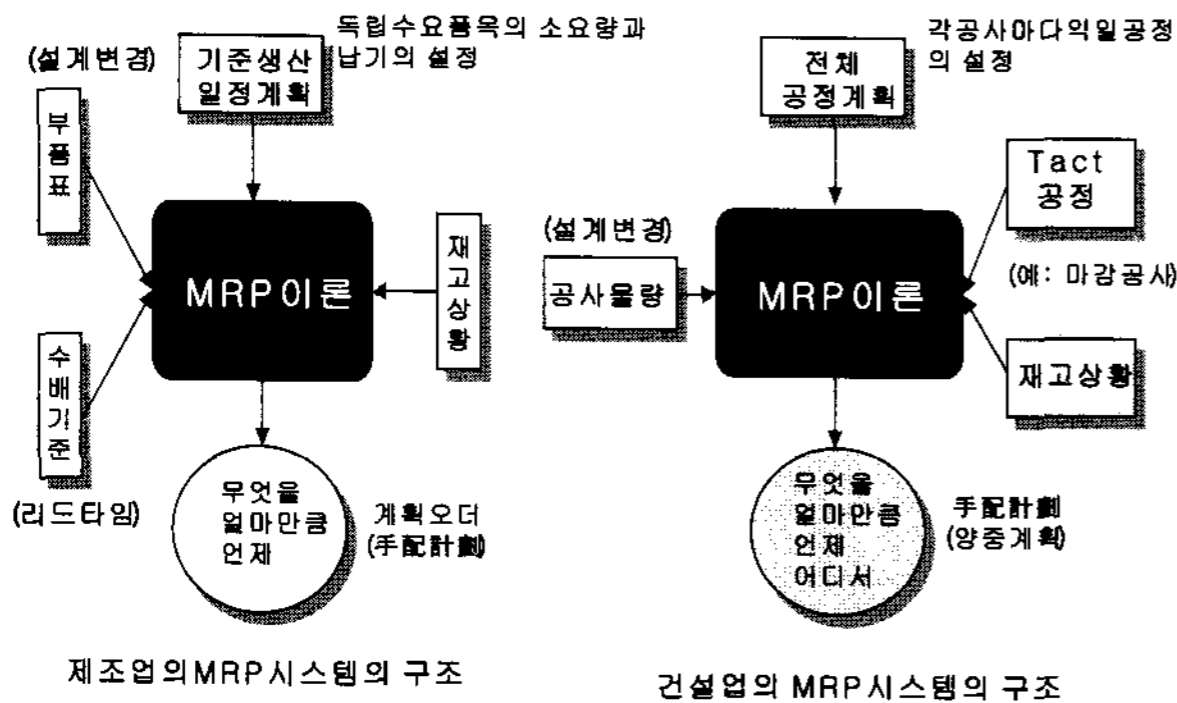 독립수요품목의 소요량과
납기의 설정
(설계변경)
기준생산
일정계획
부품표
MRP이론
재고상황
수배기준
(리드타임)
무엇을
얼마만큼
언제
계획오더
(手配計劃)
제조업의MRP시스템의 구조
각공사마다역일공정
의 설정
전체
공정계획
Tact
공정
(예: 마감공사)
(설계변경)
공사물량
MRP이론
재고상황
무엇을
얼마만큼
언제
어디서
手配計劃
(양중계획)
건설업의 MRP시스템의 구조